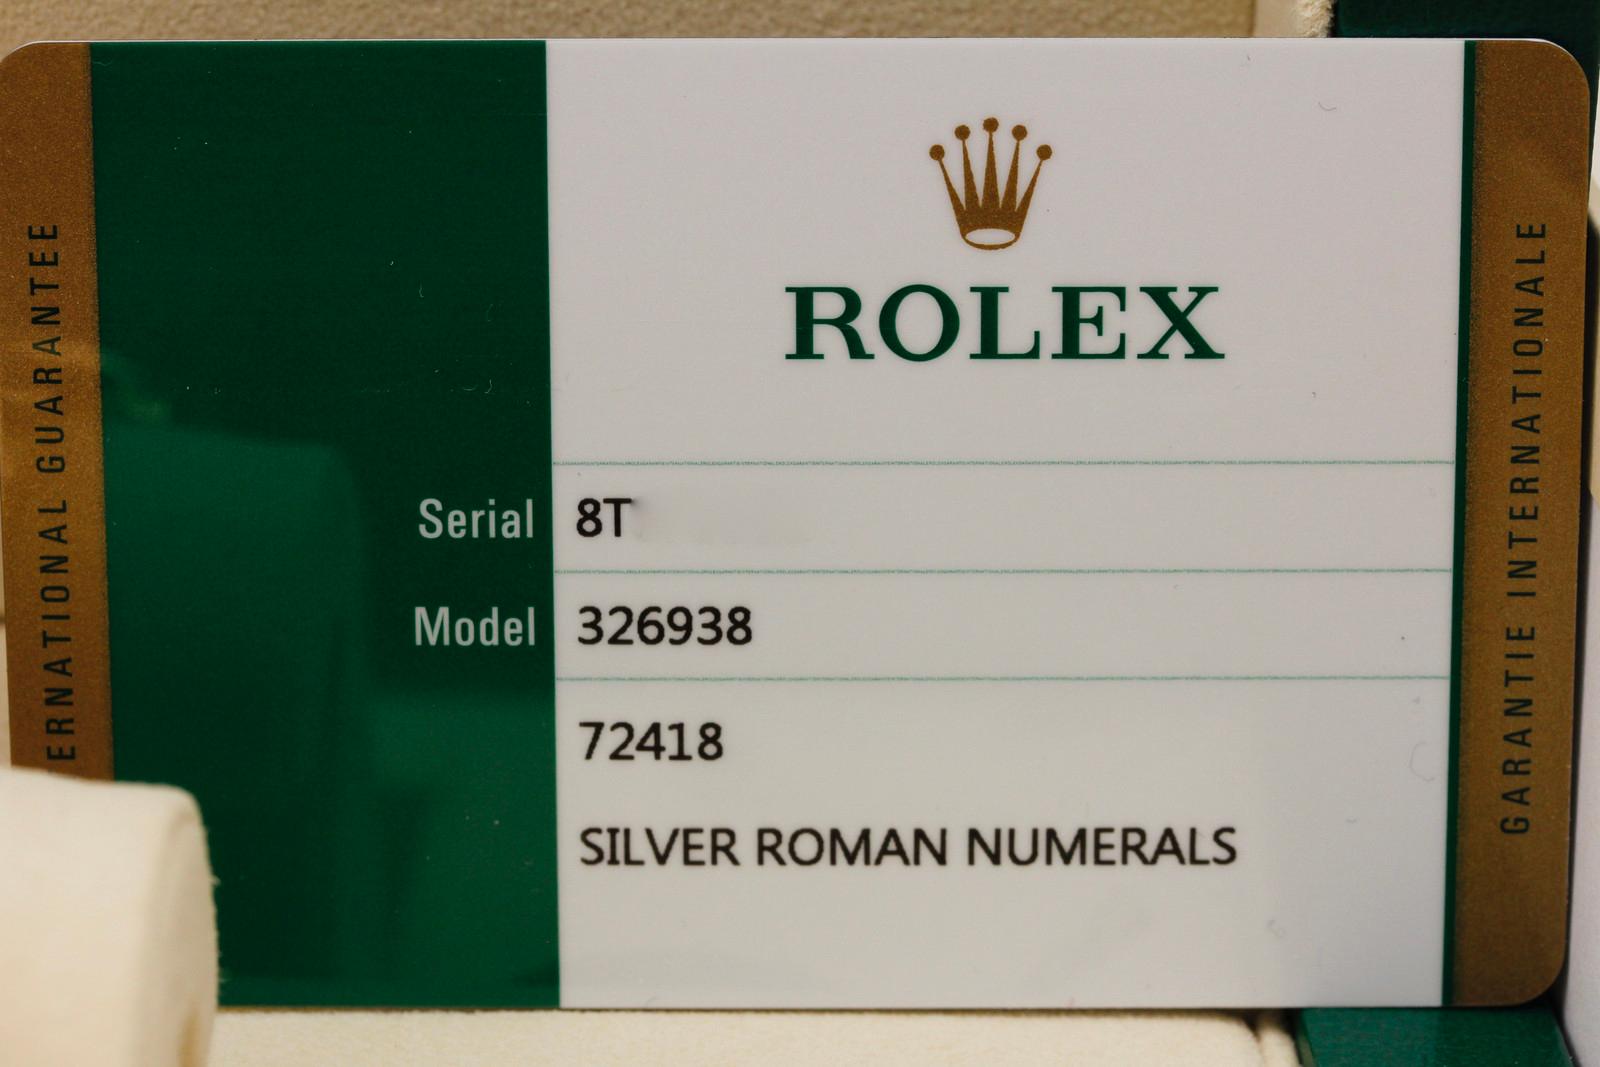 ERNATIONAL GUARANTEE
ROLEX
Serial 8T
Model 326938
72418
SILVER ROMAN NUMERALS
GARANTIE INTERNATIONALE